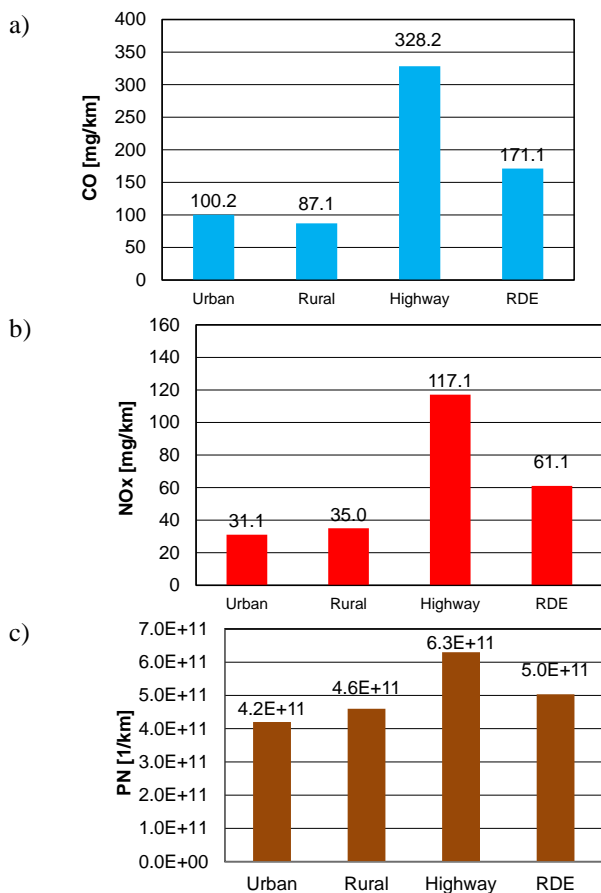 a)
CO [mg/km]
400
350
300
250
200
150
100
50
0
100.2
87.1
328.2
171.1
Urban Rural Highway RDE
b)
NOx [mg/km]
160
140
120
100
80
60
40
20
0
31.1
35.0
117.1
61.1
Urban Rural Highway RDE
c)
PN [1/km]
7.0E+11
6.0E+11
5.0E+11
4.0E+11
3.0E+11
2.0E+11
1.0E+11
0.0E+00
4.2E+11
4.6E+11
6.3E+11
5.0E+11
Urban Rural Highway RDE